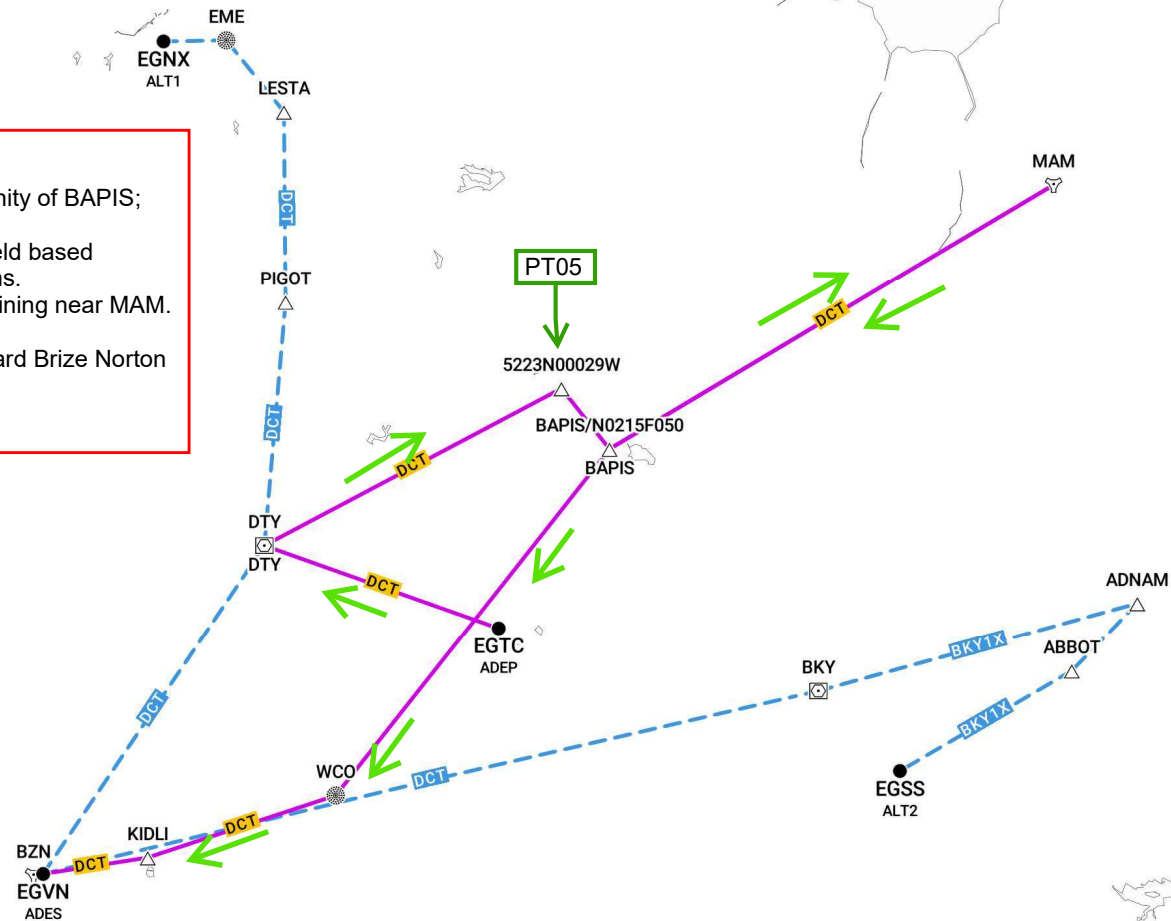 EME
EGNX
ALT1
LESTA
nity of BAPIS;
eld based
ns.
ining near MAM.
ard Brize Norton
DCT
MAM
PT05
PIGOT
DCT
5223N00029W
BAPIS/N0215F050
BAPIS
DCT
DCT
DTY
DTY
DCT
EGTC
ADEP
ADNAM
BKY1X
ABBOT
BKY
DCT
BKY1X
WCO
DCT
EGSS
ALT2
DCT
KIDLI
BZN
DCT
EGVN
ADES